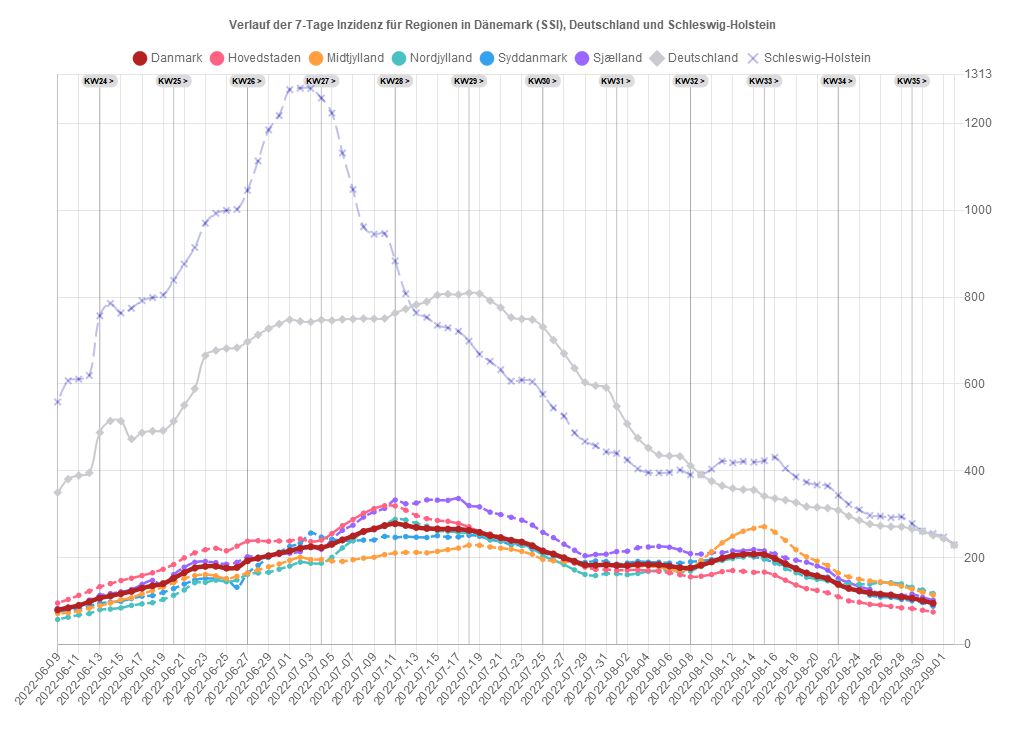 Verlauf der 7-Tage Inzidenz für Regionen in Dänemark (SSI), Deutschland und Schleswig-Holstein
Danmark Hovedstaden Midtjylland Nordjylland Syddanmark Sjælland Deutschland Schleswig-Holstein
KW24 > KW25 > KW26 > KW27 > KW28 > KW29 > KW30 > KW31 > KW32 > KW33 > KW34 > KW35 >
1313
1200
1000
800
600
400
200
0
2022-06-09 2022-06-11 2022-06-13 2022-06-15 2022-06-17 2022-06-19 2022-06-21 2022-06-23 2022-06-25 2022-06-27 2022-06-29 2022-07-01 2022-07-03 2022-07-05 2022-07-07 2022-07-09 2022-07-11 2022-07-13 2022-07-15 2022-07-17 2022-07-19 2022-07-21 2022-07-23 2022-07-25 2022-07-27 2022-07-29 2022-07-31 2022-08-02 2022-08-04 2022-08-06 2022-08-08 2022-08-10 2022-08-12 2022-08-14 2022-08-16 2022-08-18 2022-08-20 2022-08-22 2022-08-24 2022-08-26 2022-08-28 2022-08-30 2022-09-01